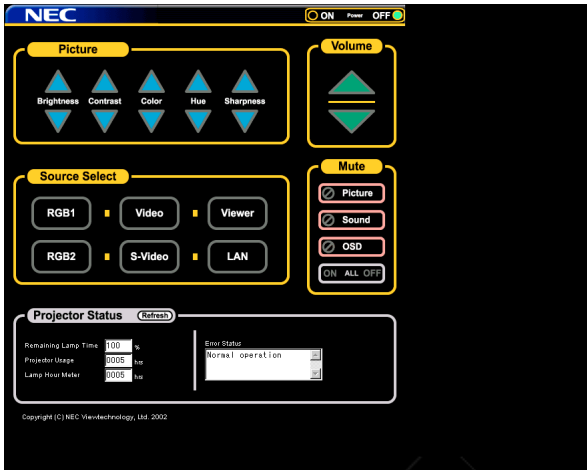 NEC
ON Power OFF
Picture
Brightness Contrast Color Hue Sharpness
Volume
Source Select
RGB1 Video Viewer
RGB2 S-Video LAN
Mute
Picture
Sound
OSD
ON ALL OFF
Projector Status Refresh
Remaining Lamp Time 100 %
Projector Usage 0005 hrs
Lamp Hour Meter 0005 hrs
Error Status
Normal operation
Copyright (C) NEC Viewtechnology, Ltd. 2002